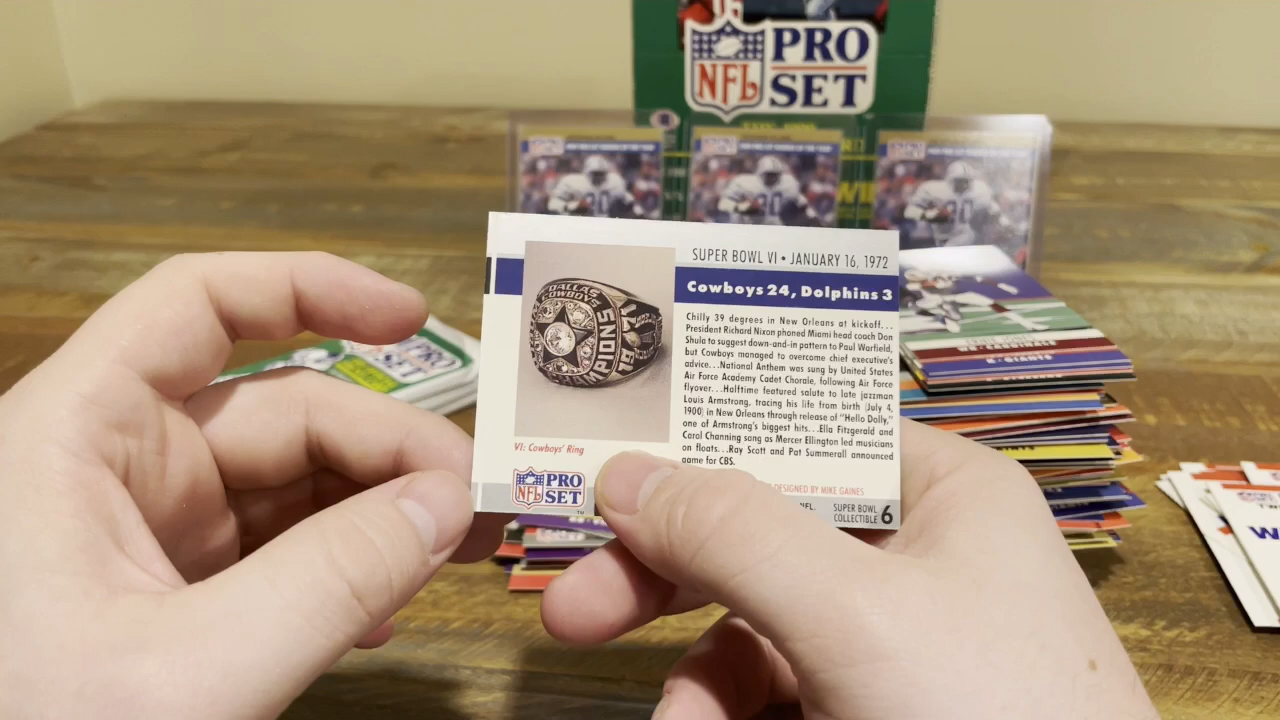 NFL
PRO
SET
SUPER BOWL VI • JANUARY 16, 1972
Cowboys 24, Dolphins 3
Chilly 39 degrees in New Orleans at kickoff...
President Richard Nixon phoned Miami head coach Don
Shula to suggest down-and-in pattern to Paul Warfield,
but Cowboys managed to overcome chief executive's
advice...National Anthem was sung by United States
Air Force Academy Cadet Chorale, following Air Force
flyover...Halftime featured salute to late jazzman
Louis Armstrong, tracing his life from birth (July 4,
1900) in New Orleans through release of "Hello Dolly,"
one of Armstrong's biggest hits...Ella Fitzgerald and
Carol Channing sang as Mercer Ellington led musicians
on floats...Ray Scott and Pat Summerall announced
game for CBS.
DALLAS
COWBOYS
CHAMPIONS
1971
VI: Cowboys' Ring
NFL
PRO
SET
TM
DESIGNED BY MIKE GAINES
NFL.
SUPER BOWL
COLLECTIBLE 6
PRO
SET